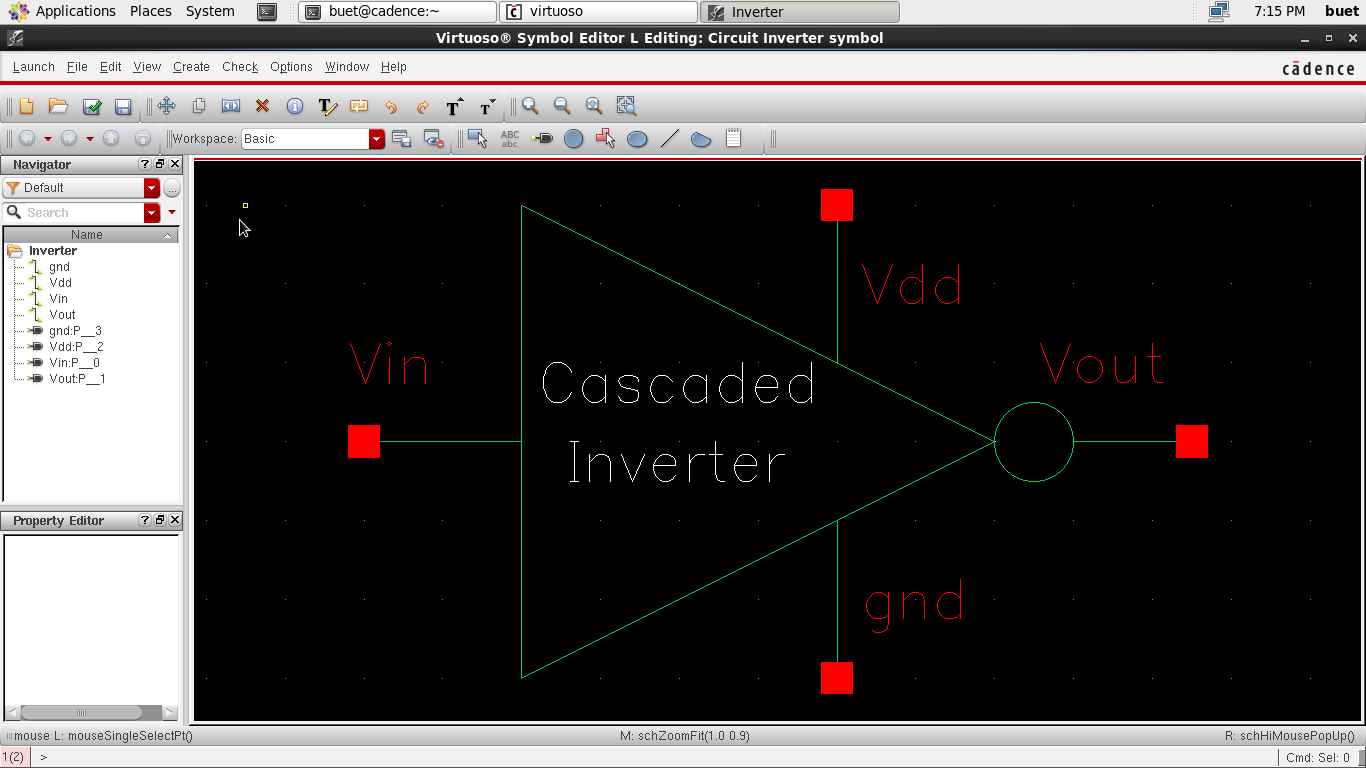 Applications Places System buet@cadence:~ virtuoso Inverter 7:15 PM buet
Virtuoso® Symbol Editor L Editing: Circuit Inverter symbol
Launch File Edit View Create Check Options Window Help cādence
Workspace: Basic ABC
abc
Navigator ?
Default ...
Search
Name
Inverter
gnd
Vdd
Vin
Vout
gnd:P__3
Vdd:P__2
Vin:P__0
Vout:P__1
Property Editor ?
Vdd
Vin
Vout
Cascaded
Inverter
gnd
mouse L: mouseSingleSelectPt() M: schZoomFit(1.0 0.9) R: schHiMousePopUp()
1(2) > Cmd: Sel: 0